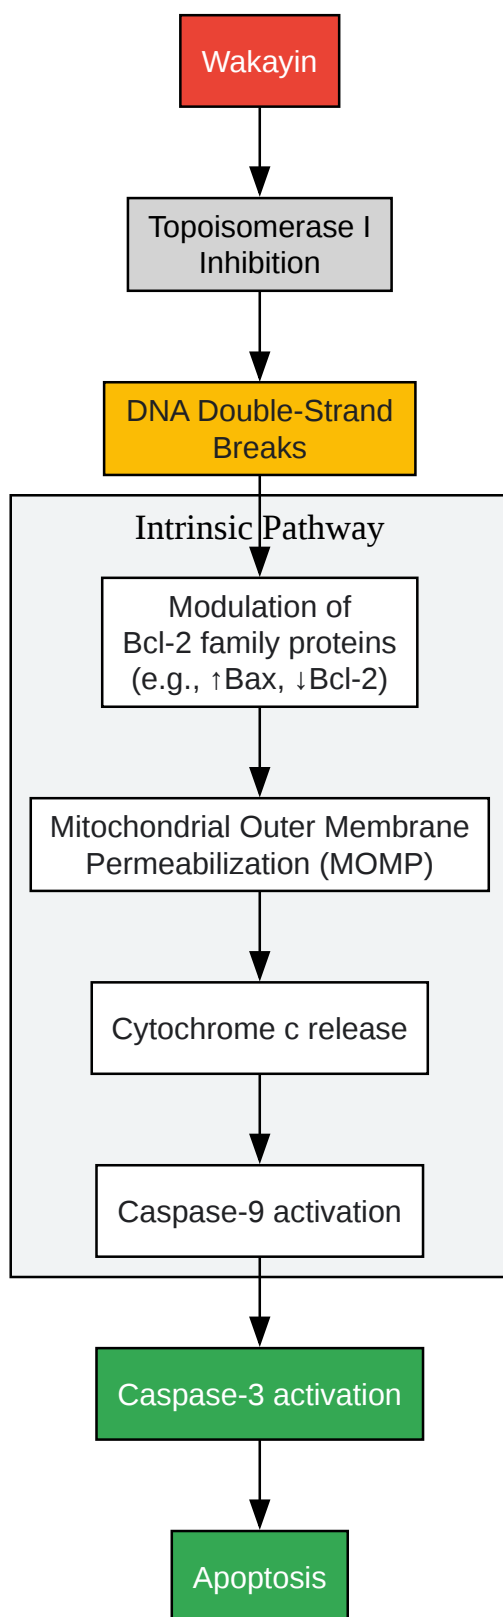 Wakayin
Topoisomerase I
Inhibition
DNA Double-Strand
Breaks
Intrinsic Pathway
Modulation of
Bcl-2 family proteins
(e.g., ↑Bax, ↓Bcl-2)
Mitochondrial Outer Membrane
Permeabilization (MOMP)
Cytochrome c release
Caspase-9 activation
Caspase-3 activation
Apoptosis